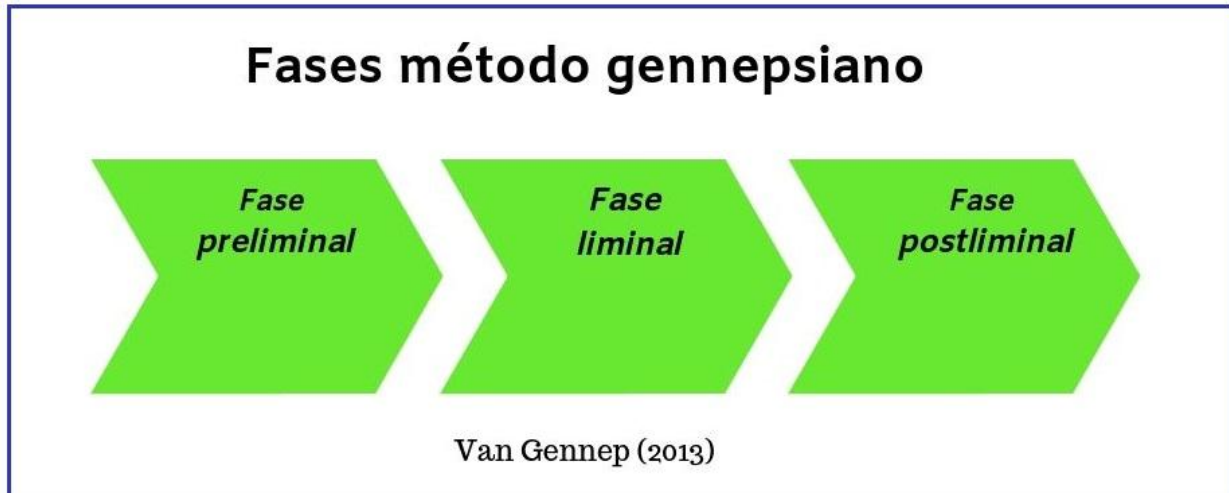 Fases método gennepsiano
Fase
preliminal
Fase
liminal
Fase
postliminal
Van Gennep (2013)